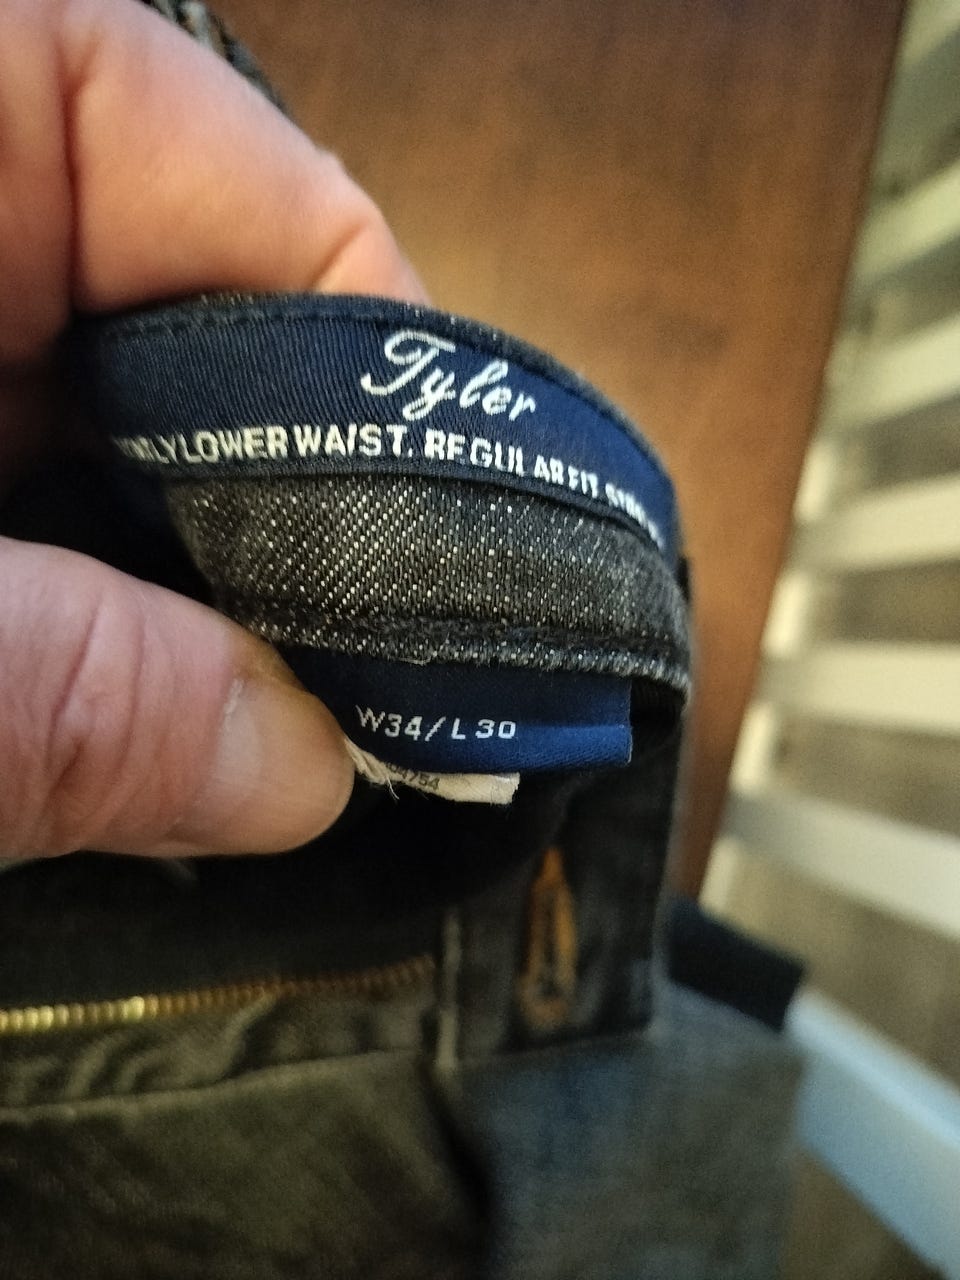 Tyler
LOWER WAIST. REGULAR FIT
W34/L30